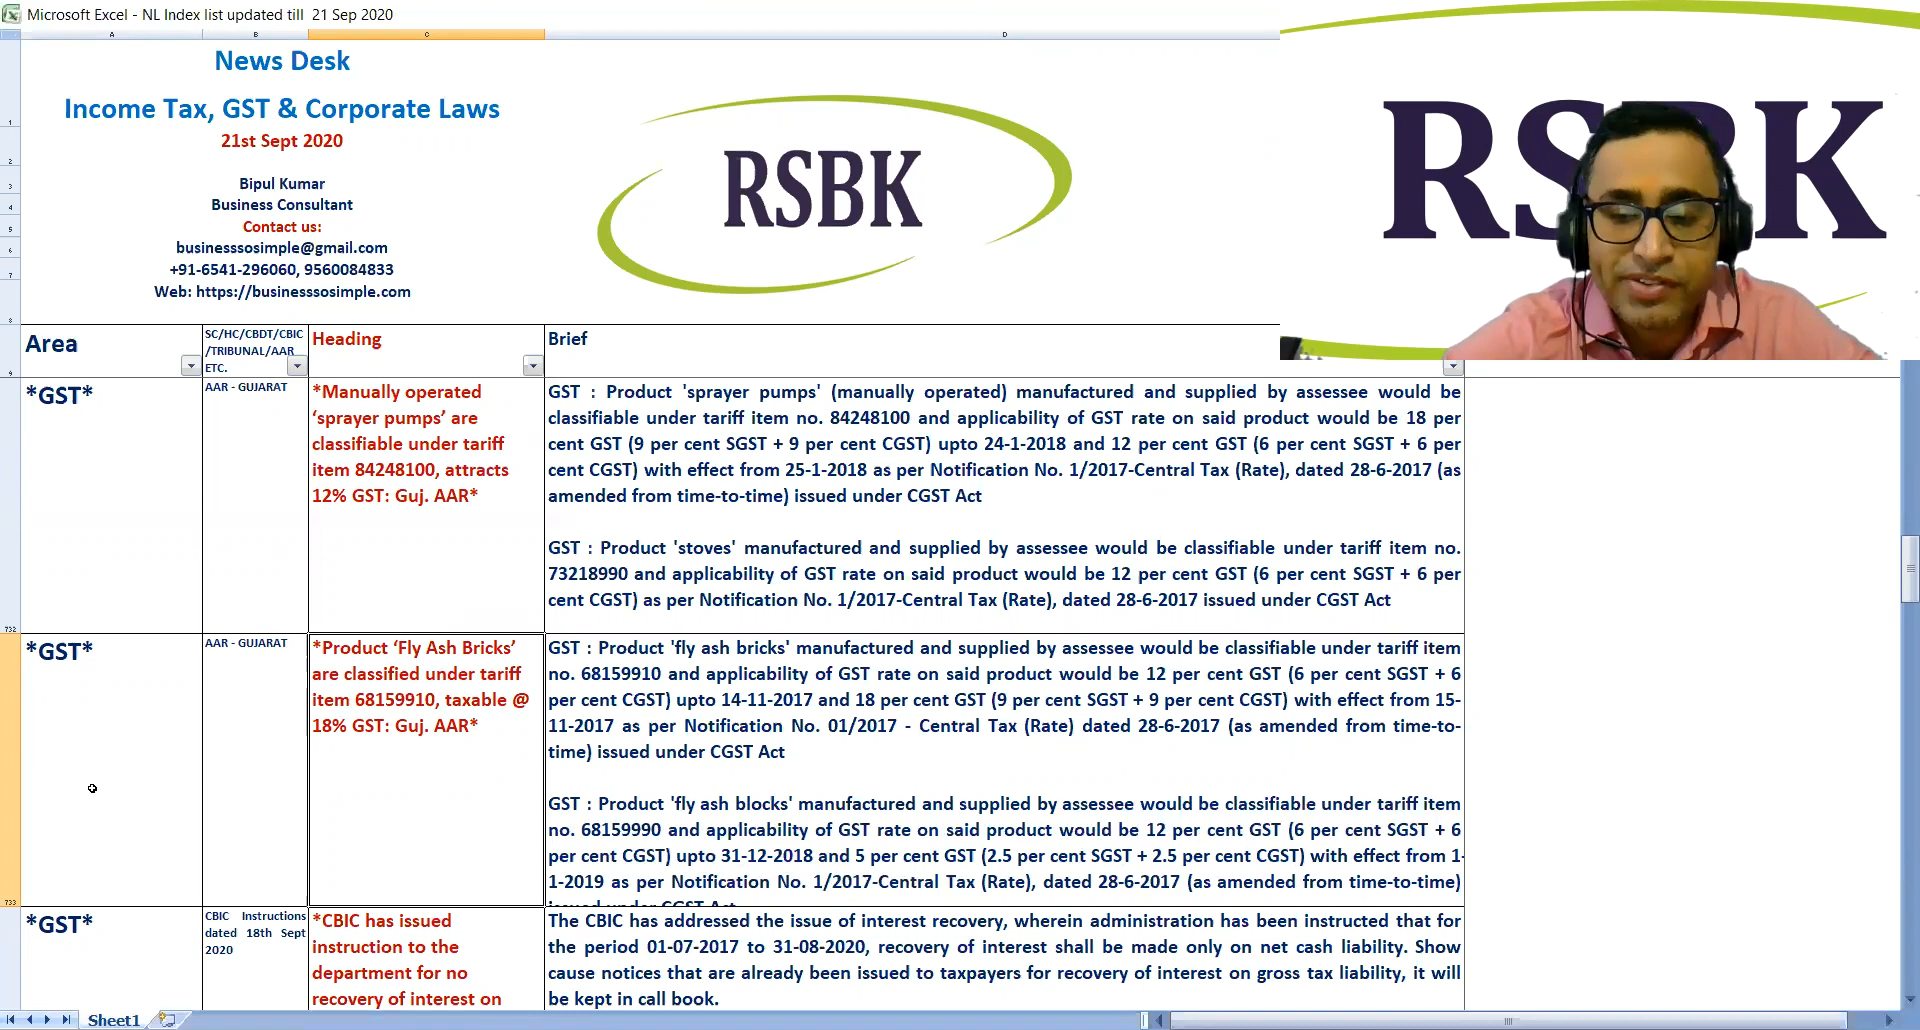 Microsoft Excel - NL Index list updated till 21 Sep 2020
A B C D
News Desk
Income Tax, GST & Corporate Laws
21st Sept 2020
Bipul Kumar
Business Consultant
Contact us:
businesssosimple@gmail.com
+91-6541-296060, 9560084833
Web: https://businesssosimple.com
RSBK
RSBK
1
2
3
4
5
6
7
8
9
Area
SC/HC/CBDT/CBIC
/TRIBUNAL/AAR
ETC.
Heading
Brief
*GST*
AAR - GUJARAT
*Manually operated
‘sprayer pumps’ are
classifiable under tariff
item 84248100, attracts
12% GST: Guj. AAR*
GST : Product 'sprayer pumps' (manually operated) manufactured and supplied by assessee would be
classifiable under tariff item no. 84248100 and applicability of GST rate on said product would be 18 per
cent GST (9 per cent SGST + 9 per cent CGST) upto 24-1-2018 and 12 per cent GST (6 per cent SGST + 6 per
cent CGST) with effect from 25-1-2018 as per Notification No. 1/2017-Central Tax (Rate), dated 28-6-2017 (as
amended from time-to-time) issued under CGST Act
GST : Product 'stoves' manufactured and supplied by assessee would be classifiable under tariff item no.
73218990 and applicability of GST rate on said product would be 12 per cent GST (6 per cent SGST + 6 per
cent CGST) as per Notification No. 1/2017-Central Tax (Rate), dated 28-6-2017 issued under CGST Act
732
*GST*
AAR - GUJARAT
*Product ‘Fly Ash Bricks’
are classified under tariff
item 68159910, taxable @
18% GST: Guj. AAR*
GST : Product 'fly ash bricks' manufactured and supplied by assessee would be classifiable under tariff item
no. 68159910 and applicability of GST rate on said product would be 12 per cent GST (6 per cent SGST + 6
per cent CGST) upto 14-11-2017 and 18 per cent GST (9 per cent SGST + 9 per cent CGST) with effect from 15-
11-2017 as per Notification No. 01/2017 - Central Tax (Rate) dated 28-6-2017 (as amended from time-to-
time) issued under CGST Act
GST : Product 'fly ash blocks' manufactured and supplied by assessee would be classifiable under tariff item
no. 68159990 and applicability of GST rate on said product would be 12 per cent GST (6 per cent SGST + 6
per cent CGST) upto 31-12-2018 and 5 per cent GST (2.5 per cent SGST + 2.5 per cent CGST) with effect from 1-
1-2019 as per Notification No. 1/2017-Central Tax (Rate), dated 28-6-2017 (as amended from time-to-time)
issued under CGST Act
733
*GST*
CBIC Instructions
dated 18th Sept
2020
*CBIC has issued
instruction to the
department for no
recovery of interest on
The CBIC has addressed the issue of interest recovery, wherein administration has been instructed that for
the period 01-07-2017 to 31-08-2020, recovery of interest shall be made only on net cash liability. Show
cause notices that are already been issued to taxpayers for recovery of interest on gross tax liability, it will
be kept in call book.
Sheet1